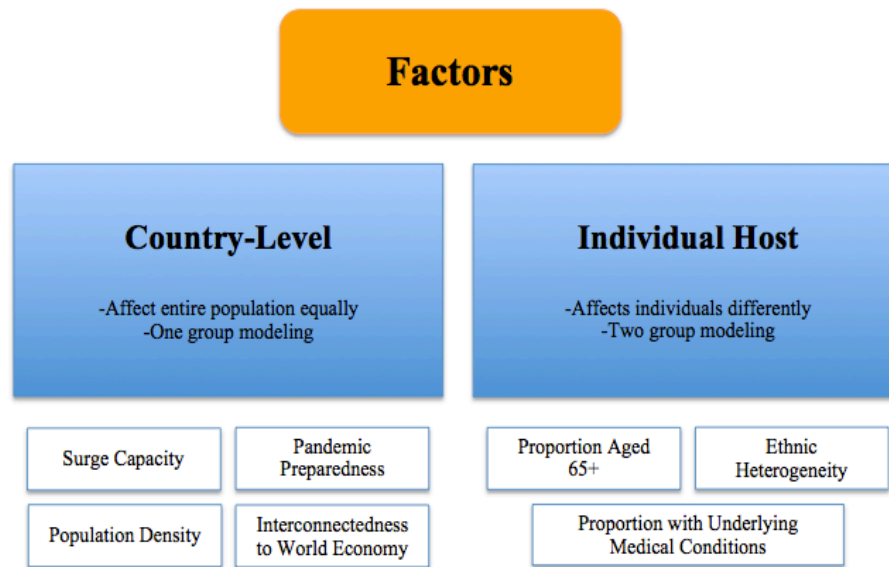 Factors
Country-Level
-Affect entire population equally
-One group modeling
Individual Host
-Affects individuals differently
-Two group modeling
Surge Capacity
Pandemic
Preparedness
Population Density
Interconnectedness
to World Economy
Proportion Aged
65+
Ethnic
Heterogeneity
Proportion with Underlying
Medical Conditions